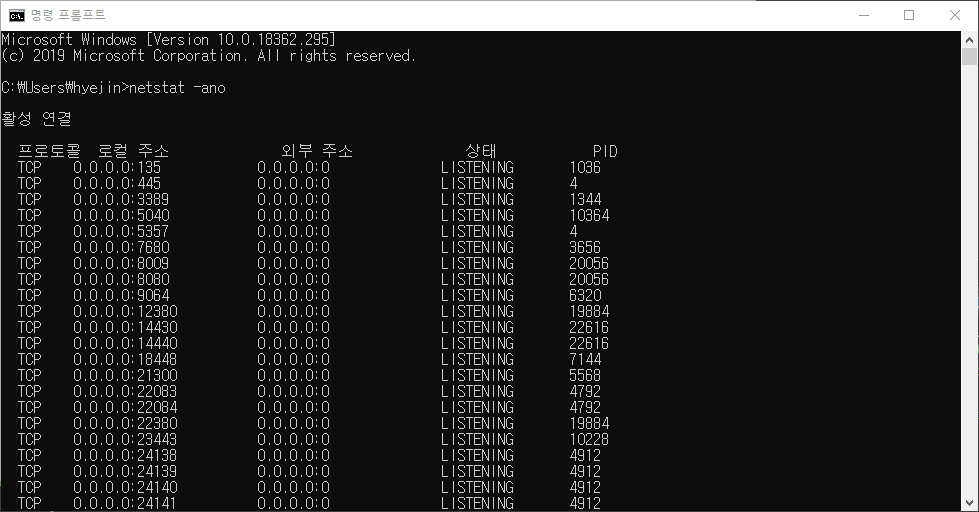 명령 프롬프트
Microsoft Windows [Version 10.0.18362.295]
(c) 2019 Microsoft Corporation. All rights reserved.
C:₩Users₩hyejin>netstat -ano
활성 연결
프로토콜 로컬 주소 외부 주소 상태 PID
TCP 0.0.0.0:135 0.0.0.0:0 LISTENING 1036
TCP 0.0.0.0:445 0.0.0.0:0 LISTENING 4
TCP 0.0.0.0:3389 0.0.0.0:0 LISTENING 1344
TCP 0.0.0.0:5040 0.0.0.0:0 LISTENING 10364
TCP 0.0.0.0:5357 0.0.0.0:0 LISTENING 4
TCP 0.0.0.0:7680 0.0.0.0:0 LISTENING 3656
TCP 0.0.0.0:8009 0.0.0.0:0 LISTENING 20056
TCP 0.0.0.0:8080 0.0.0.0:0 LISTENING 20056
TCP 0.0.0.0:9064 0.0.0.0:0 LISTENING 6320
TCP 0.0.0.0:12380 0.0.0.0:0 LISTENING 19884
TCP 0.0.0.0:14430 0.0.0.0:0 LISTENING 22616
TCP 0.0.0.0:14440 0.0.0.0:0 LISTENING 22616
TCP 0.0.0.0:18448 0.0.0.0:0 LISTENING 7144
TCP 0.0.0.0:21300 0.0.0.0:0 LISTENING 5568
TCP 0.0.0.0:22083 0.0.0.0:0 LISTENING 4792
TCP 0.0.0.0:22084 0.0.0.0:0 LISTENING 4792
TCP 0.0.0.0:22380 0.0.0.0:0 LISTENING 19884
TCP 0.0.0.0:23443 0.0.0.0:0 LISTENING 10228
TCP 0.0.0.0:24138 0.0.0.0:0 LISTENING 4912
TCP 0.0.0.0:24139 0.0.0.0:0 LISTENING 4912
TCP 0.0.0.0:24140 0.0.0.0:0 LISTENING 4912
TCP 0.0.0.0:24141 0.0.0.0:0 LISTENING 4912